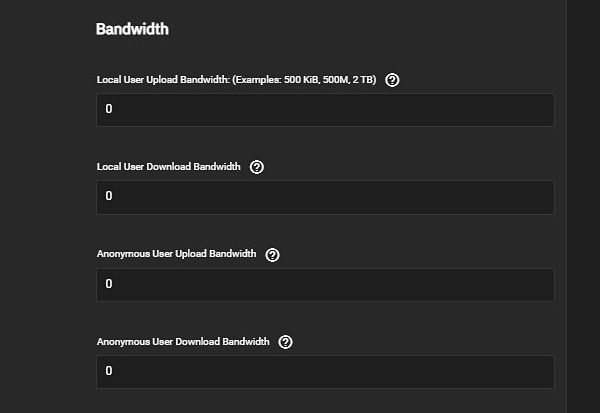 Bandwidth
Local User Upload Bandwidth: (Examples: 500 KiB, 500M, 2 TB) ?
0
Local User Download Bandwidth ?
0
Anonymous User Upload Bandwidth ?
0
Anonymous User Download Bandwidth ?
0